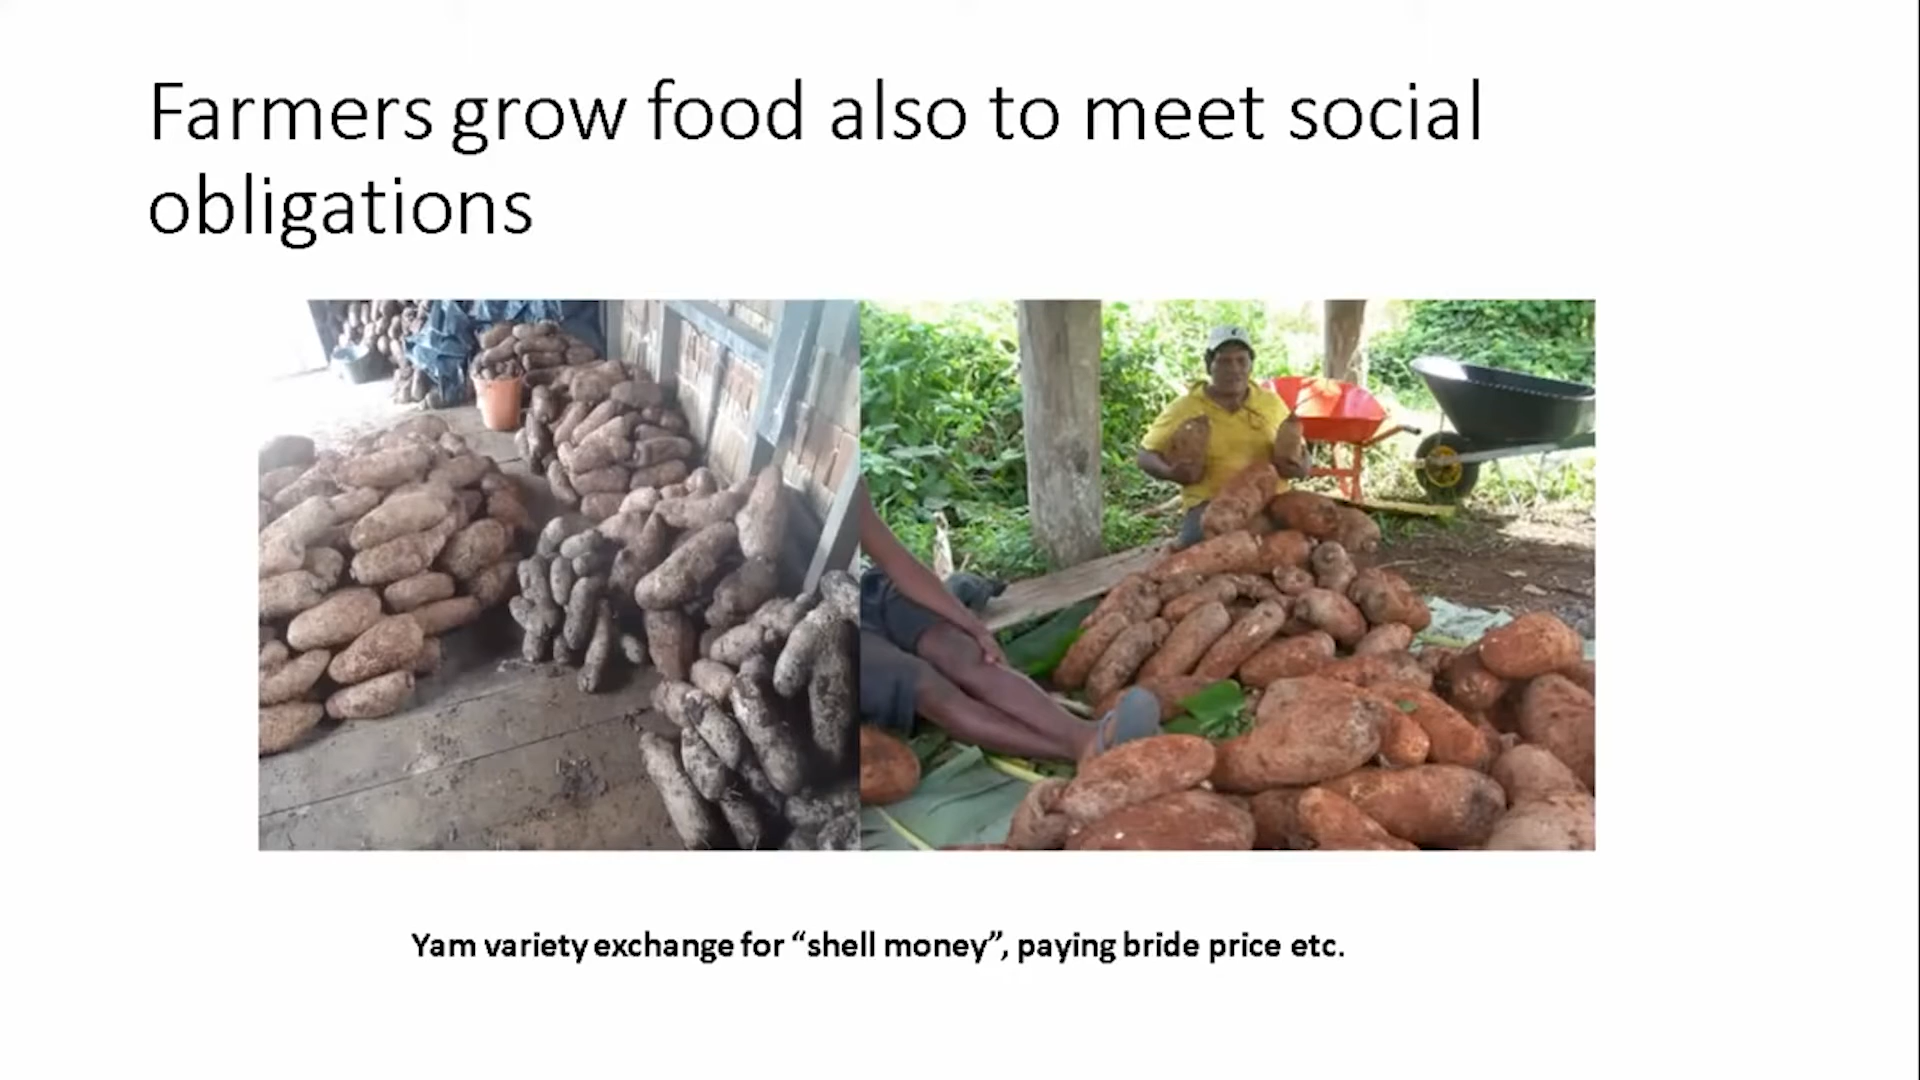 Farmers grow food also to meet social
obligations
Yam variety exchange for “shell money”, paying bride price etc.